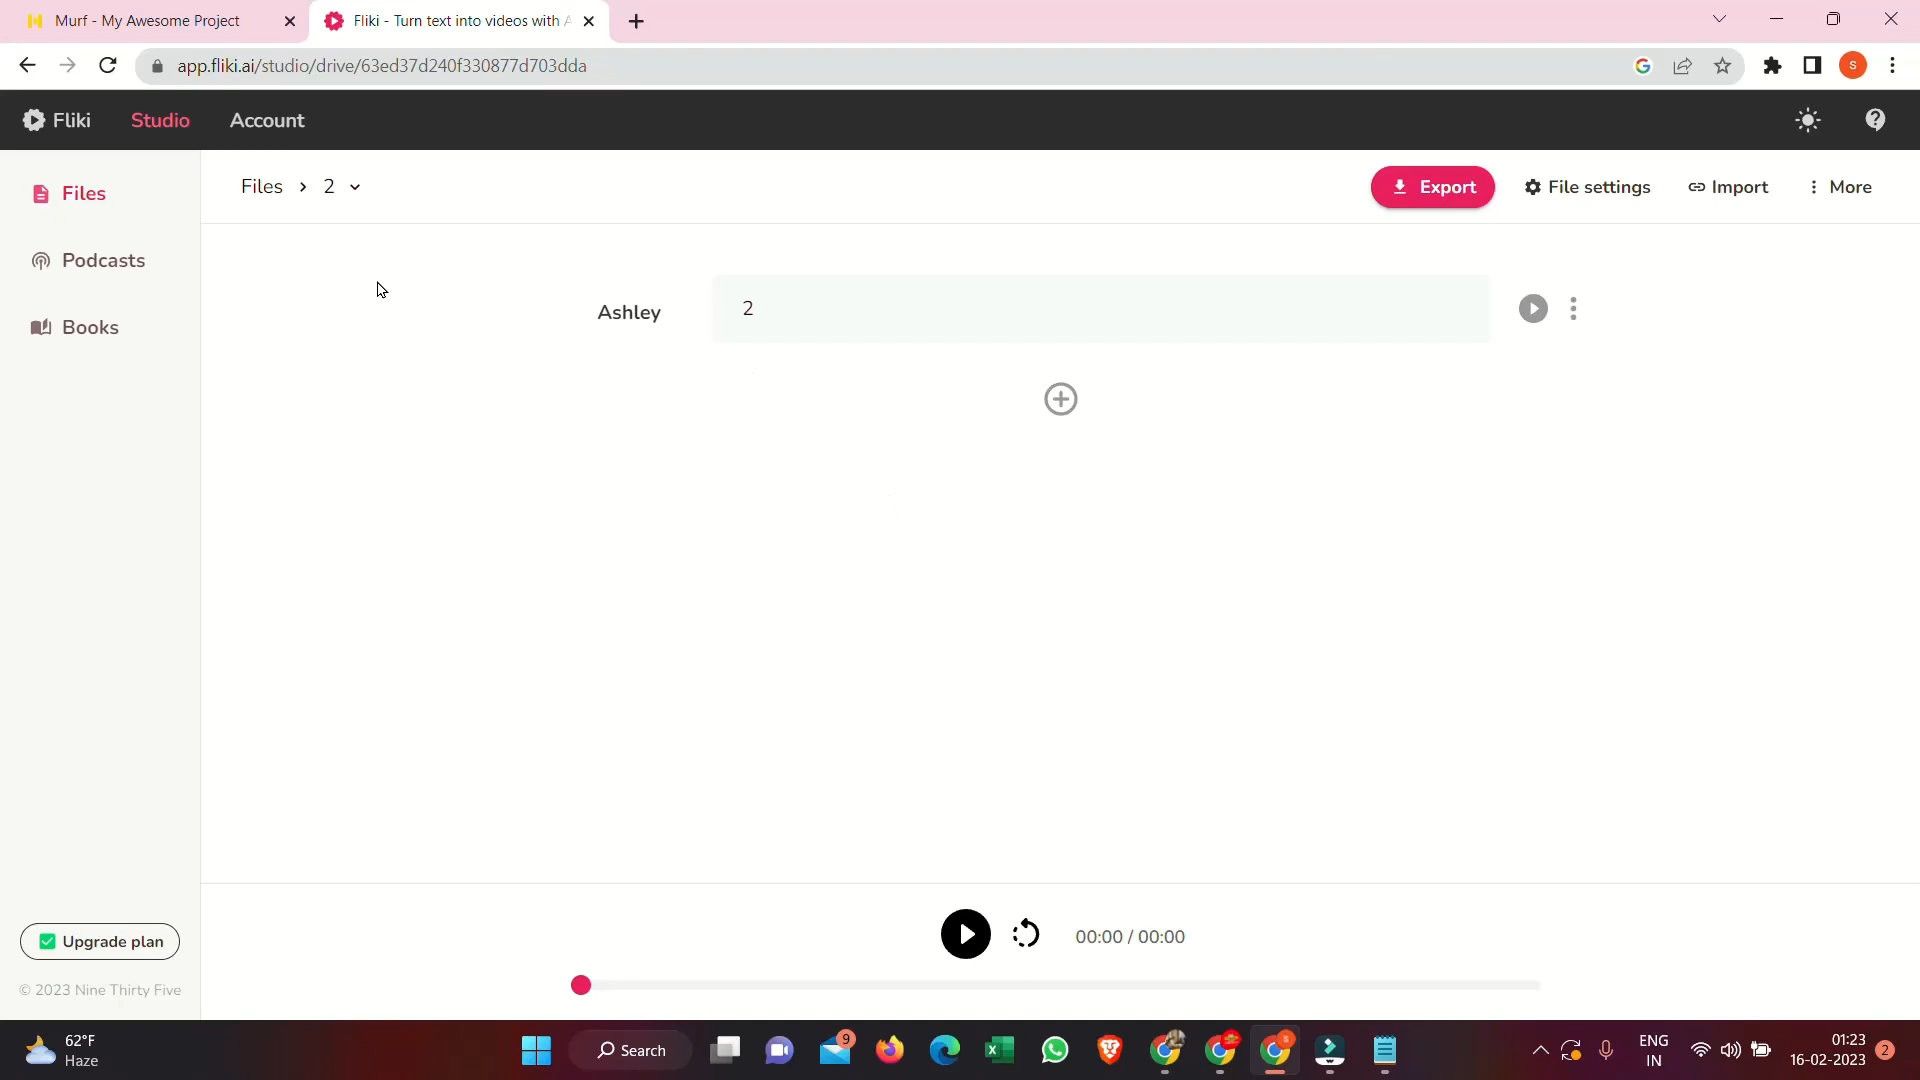 Murf - My Awesome Project
Fliki - Turn text into videos with A
app.fliki.ai/studio/drive/63ed37d240f330877d703dda
S
Fliki
Studio
Account
Files
Podcasts
Books
Files > 2
Export
File settings
Import
More
Ashley
2
Upgrade plan
© 2023 Nine Thirty Five
00:00 / 00:00
62°F
Haze
Search
9
ENG
IN
01:23
16-02-2023
2